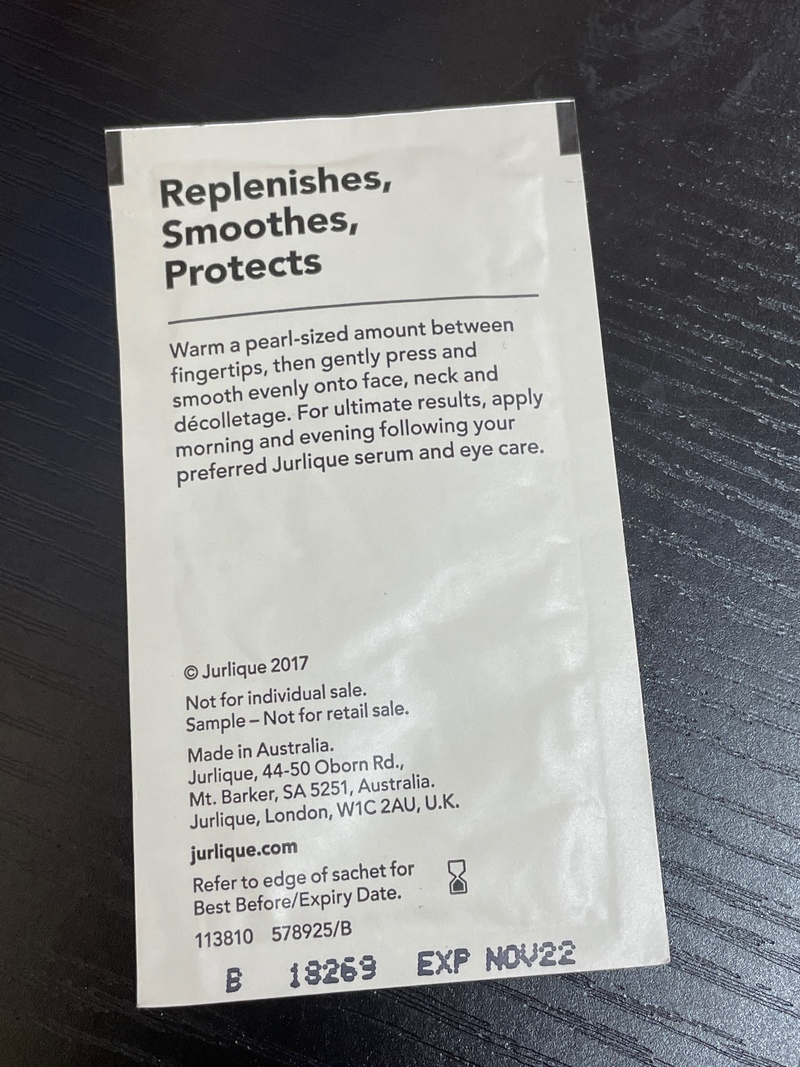 Replenishes,
Smoothes,
Protects
Warm a pearl-sized amount between
fingertips, then gently press and
smooth evenly onto face, neck and
décolletage. For ultimate results, apply
morning and evening following your
preferred Jurlique serum and eye care.
© Jurlique 2017
Not for individual sale.
Sample – Not for retail sale.
Made in Australia.
Jurlique, 44-50 Oborn Rd.,
Mt. Barker, SA 5251, Australia.
Jurlique, London, W1C 2AU, U.K.
jurlique.com
Refer to edge of sachet for
Best Before/Expiry Date.
113810 578925/B
B 18269 EXP NOV22